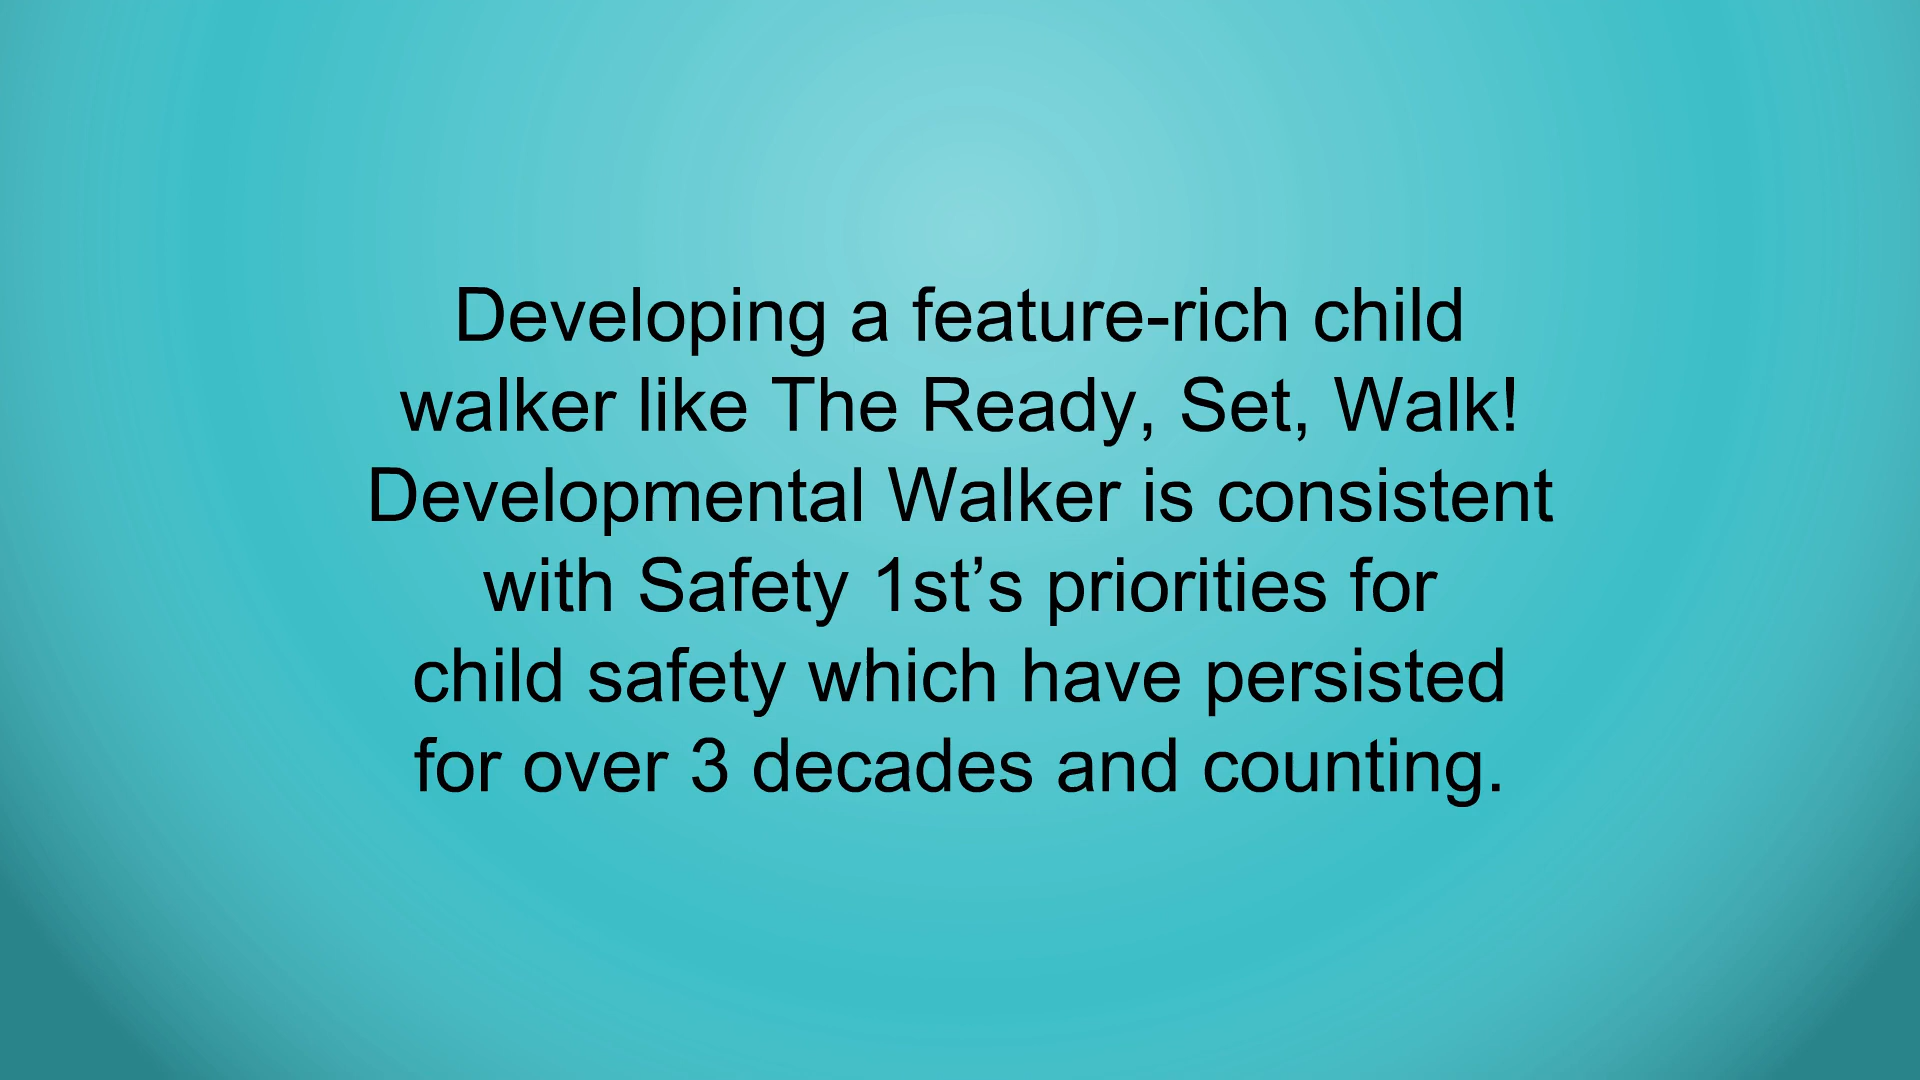 Developing a feature-rich child
walker like The Ready, Set, Walk!
Developmental Walker is consistent
with Safety 1st’s priorities for
child safety which have persisted
for over 3 decades and counting.